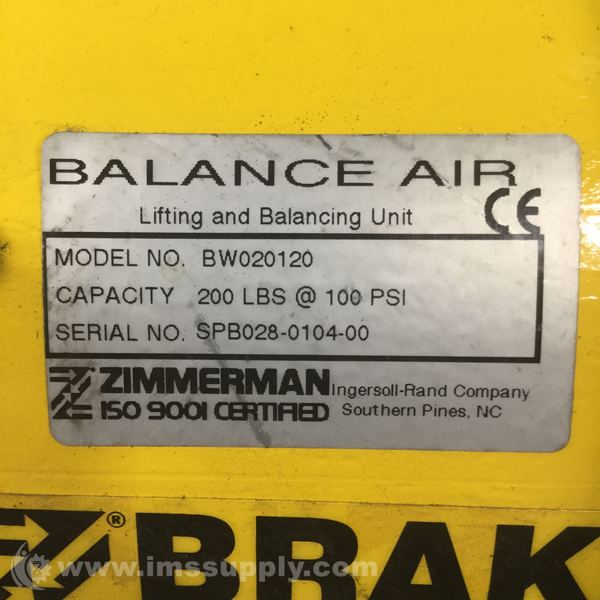 BALANCE AIR
Lifting and Balancing Unit CE
MODEL NO. BW020120
CAPACITY 200 LBS @ 100 PSI
SERIAL NO. SPB028-0104-00
ZIMMERMAN Ingersoll-Rand Company
ISO 9001 CERTIFIED Southern Pines, NC
® BRAK
© www.imssupply.com